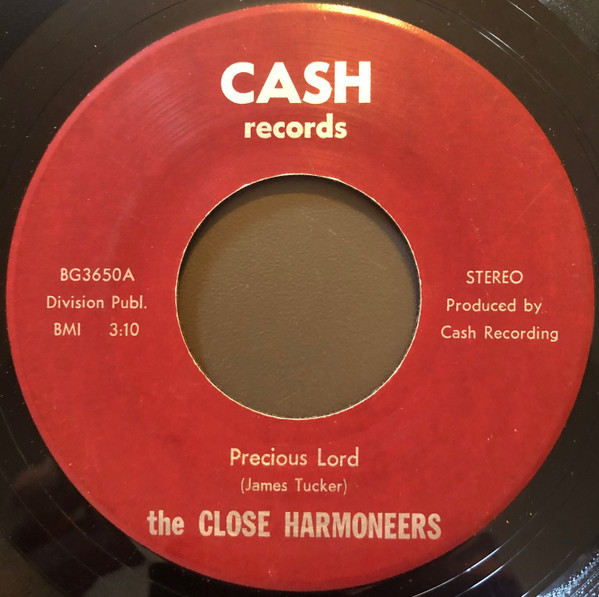 CASH
records
BG3650A
Division Publ.
BMI 3:10
STEREO
Produced by
Cash Recording
Precious Lord
(James Tucker)
the CLOSE HARMONEERS